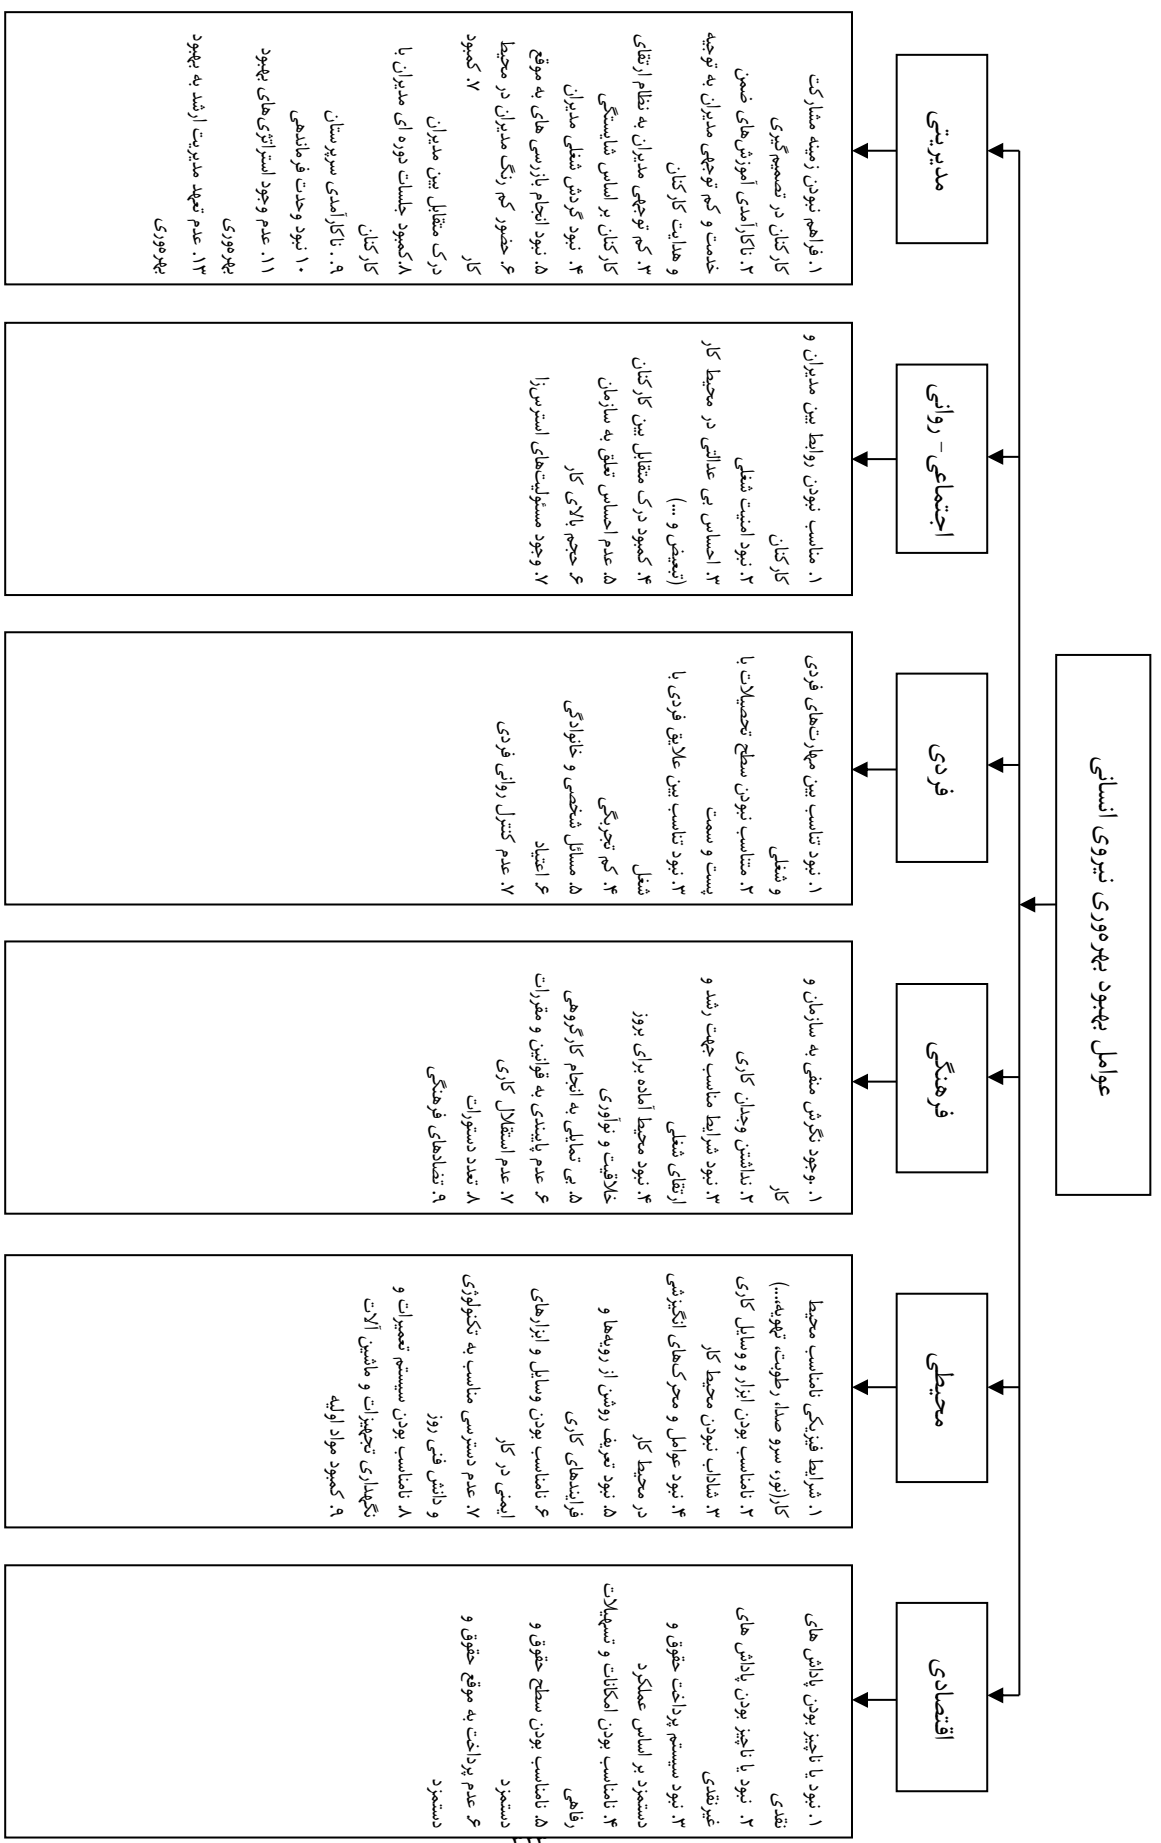 عوامل بهبود بهره‌وری نیروی انسانی
اقتصادی
۱. نبود یا ناچیز بودن پاداش های
نقدی
۲. نبود یا ناچیز بودن پاداش های
غیرنقدی
۳. نبود سیستم پرداخت حقوق و
دستمزد بر اساس عملکرد
۴. نامناسب بودن امکانات و تسهیلات
رفاهی
۵. نامناسب بودن سطح حقوق و
دستمزد
۶. عدم پرداخت به موقع حقوق و
دستمزد
محیطی
۱. شرایط فیزیکی نامناسب محیط
کار(نور، سرو صدا، رطوبت، تهویه،...)
۲. نامناسب بودن ابزار و وسایل کاری
۳. شاداب نبودن محیط کار
۴. نبود عوامل و محرک‌های انگیزشی
در محیط کار
۵. نبود تعریف روشن از رویه‌ها و
فرایندهای کاری
۶. نامناسب بودن وسایل و ابزارهای
ایمنی در کار
۷. عدم دسترسی مناسب به تکنولوژی
و دانش فنی روز
۸. نامناسب بودن سیستم تعمیرات و
نگهداری تجهیزات و ماشین آلات
۹. کمبود مواد اولیه
فرهنگی
۱. .وجود نگرش منفی به سازمان و
کار
۲. نداشتن وجدان کاری
۳. نبود شرایط مناسب جهت رشد و
ارتقای شغلی
۴. نبود محیط آماده برای بروز
خلاقیت و نوآوری
۵. بی تمایلی به انجام کارگروهی
۶. عدم پایبندی به قوانین و مقررات
۷. عدم استقلال کاری
۸. تعدد دستورات
۹. تضادهای فرهنگی
فردی
۱. نبود تناسب بین مهارت‌های فردی
و شغلی
۲. متناسب نبودن سطح تحصیلات با
پست و سمت
۳. نبود تناسب بین علایق فردی با
شغل
۴. کم تجربگی
۵. مسائل شخصی و خانوادگی
۶. اعتیاد
۷. عدم کنترل روانی فردی
اجتماعی- روانی
۱. مناسب نبودن روابط بین مدیران و
کارکنان
۲. نبود امنیت شغلی
۳. احساس بی عدالتی در محیط کار
(تبعیض و ...)
۴. کمبود درک متقابل بین کارکنان
۵. عدم احساس تعلق به سازمان
۶. حجم بالای کار
۷. وجود مسئولیت‌های استرس‌زا
مدیریتی
۱. فراهم نبودن زمینه مشارکت
کارکنان در تصمیم گیری
۲. ناکارآمدی آموزش‌های ضمن
خدمت و کم توجهی مدیران به توجیه
و هدایت کارکنان
۳. کم توجهی مدیران به نظام ارتقای
کارکنان بر اساس شایستگی
۴. نبود گردش شغلی مدیران
۵. نبود انجام بازرسی های به موقع
۶. حضور کم رنگ مدیران در محیط
کار ۷. کمبود
درک متقابل بین مدیران
۸.کمبود جلسات دوره ای مدیران با
کارکنان
۹. . ناکارآمدی سرپرستان
۱۰ نبود وحدت فرماندهی
۱۱. عدم وجود استراتژی‌های بهبود
بهره‌وری
۱۳. عدم تعهد مدیریت ارشد به بهبود
بهره‌وری